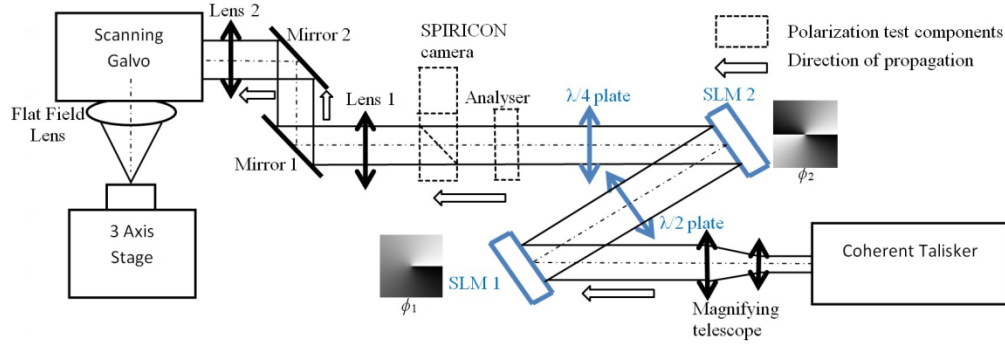 Lens 2
Scanning
Galvo
Mirror 2
SPIRICON
camera
Polarization test components
Direction of propagation
Flat Field
Lens
Lens 1
Analyser
λ/4 plate
SLM 2
Mirror 1
ϕ2
λ/2 plate
3 Axis
Stage
SLM 1
ϕ1
Coherent Talisker
Magnifying
telescope